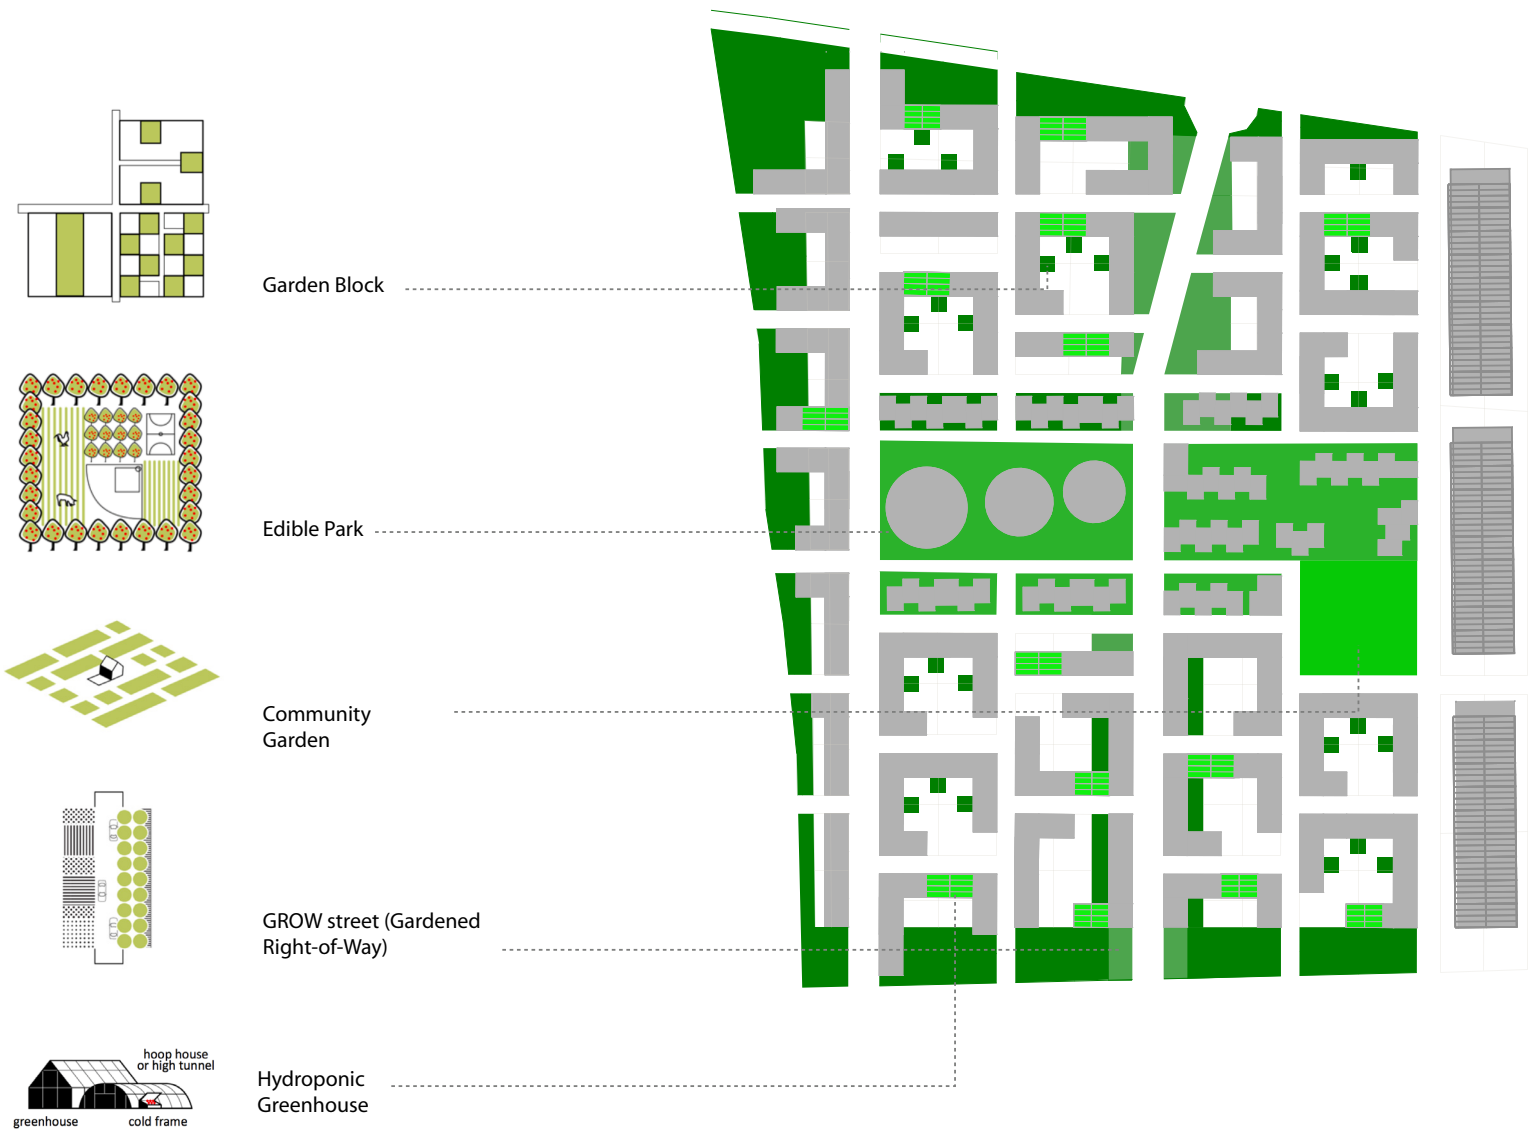 Garden Block
Edible Park
Community
Garden
GROW street (Gardened
Right-of-Way)
hoop house
or high tunnel
greenhouse
cold frame
Hydroponic
Greenhouse